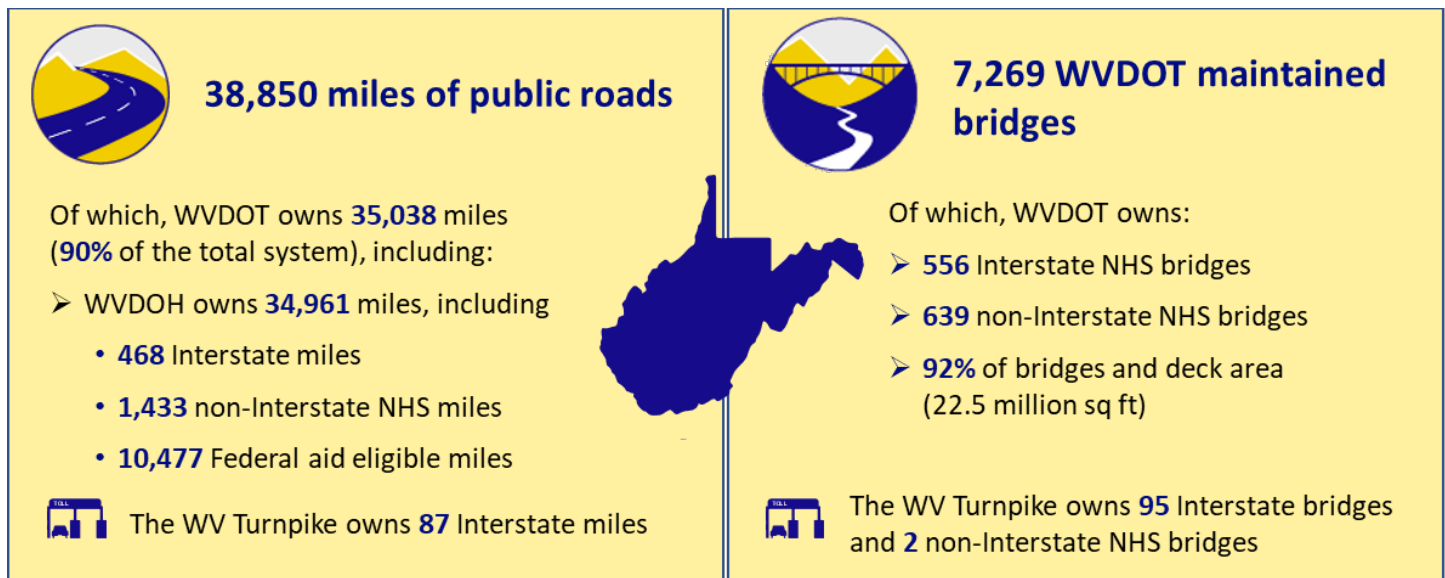 38,850 miles of public roads
Of which, WVDOT owns 35,038 miles
(90% of the total system), including:
➢ WVDOH owns 34,961 miles, including
• 468 Interstate miles
• 1,433 non-Interstate NHS miles
• 10,477 Federal aid eligible miles
TOLL
The WV Turnpike owns 87 Interstate miles
7,269 WVDOT maintained
bridges
Of which, WVDOT owns:
➢ 556 Interstate NHS bridges
➢ 639 non-Interstate NHS bridges
➢ 92% of bridges and deck area
(22.5 million sq ft)
TOLL
The WV Turnpike owns 95 Interstate bridges
and 2 non-Interstate NHS bridges